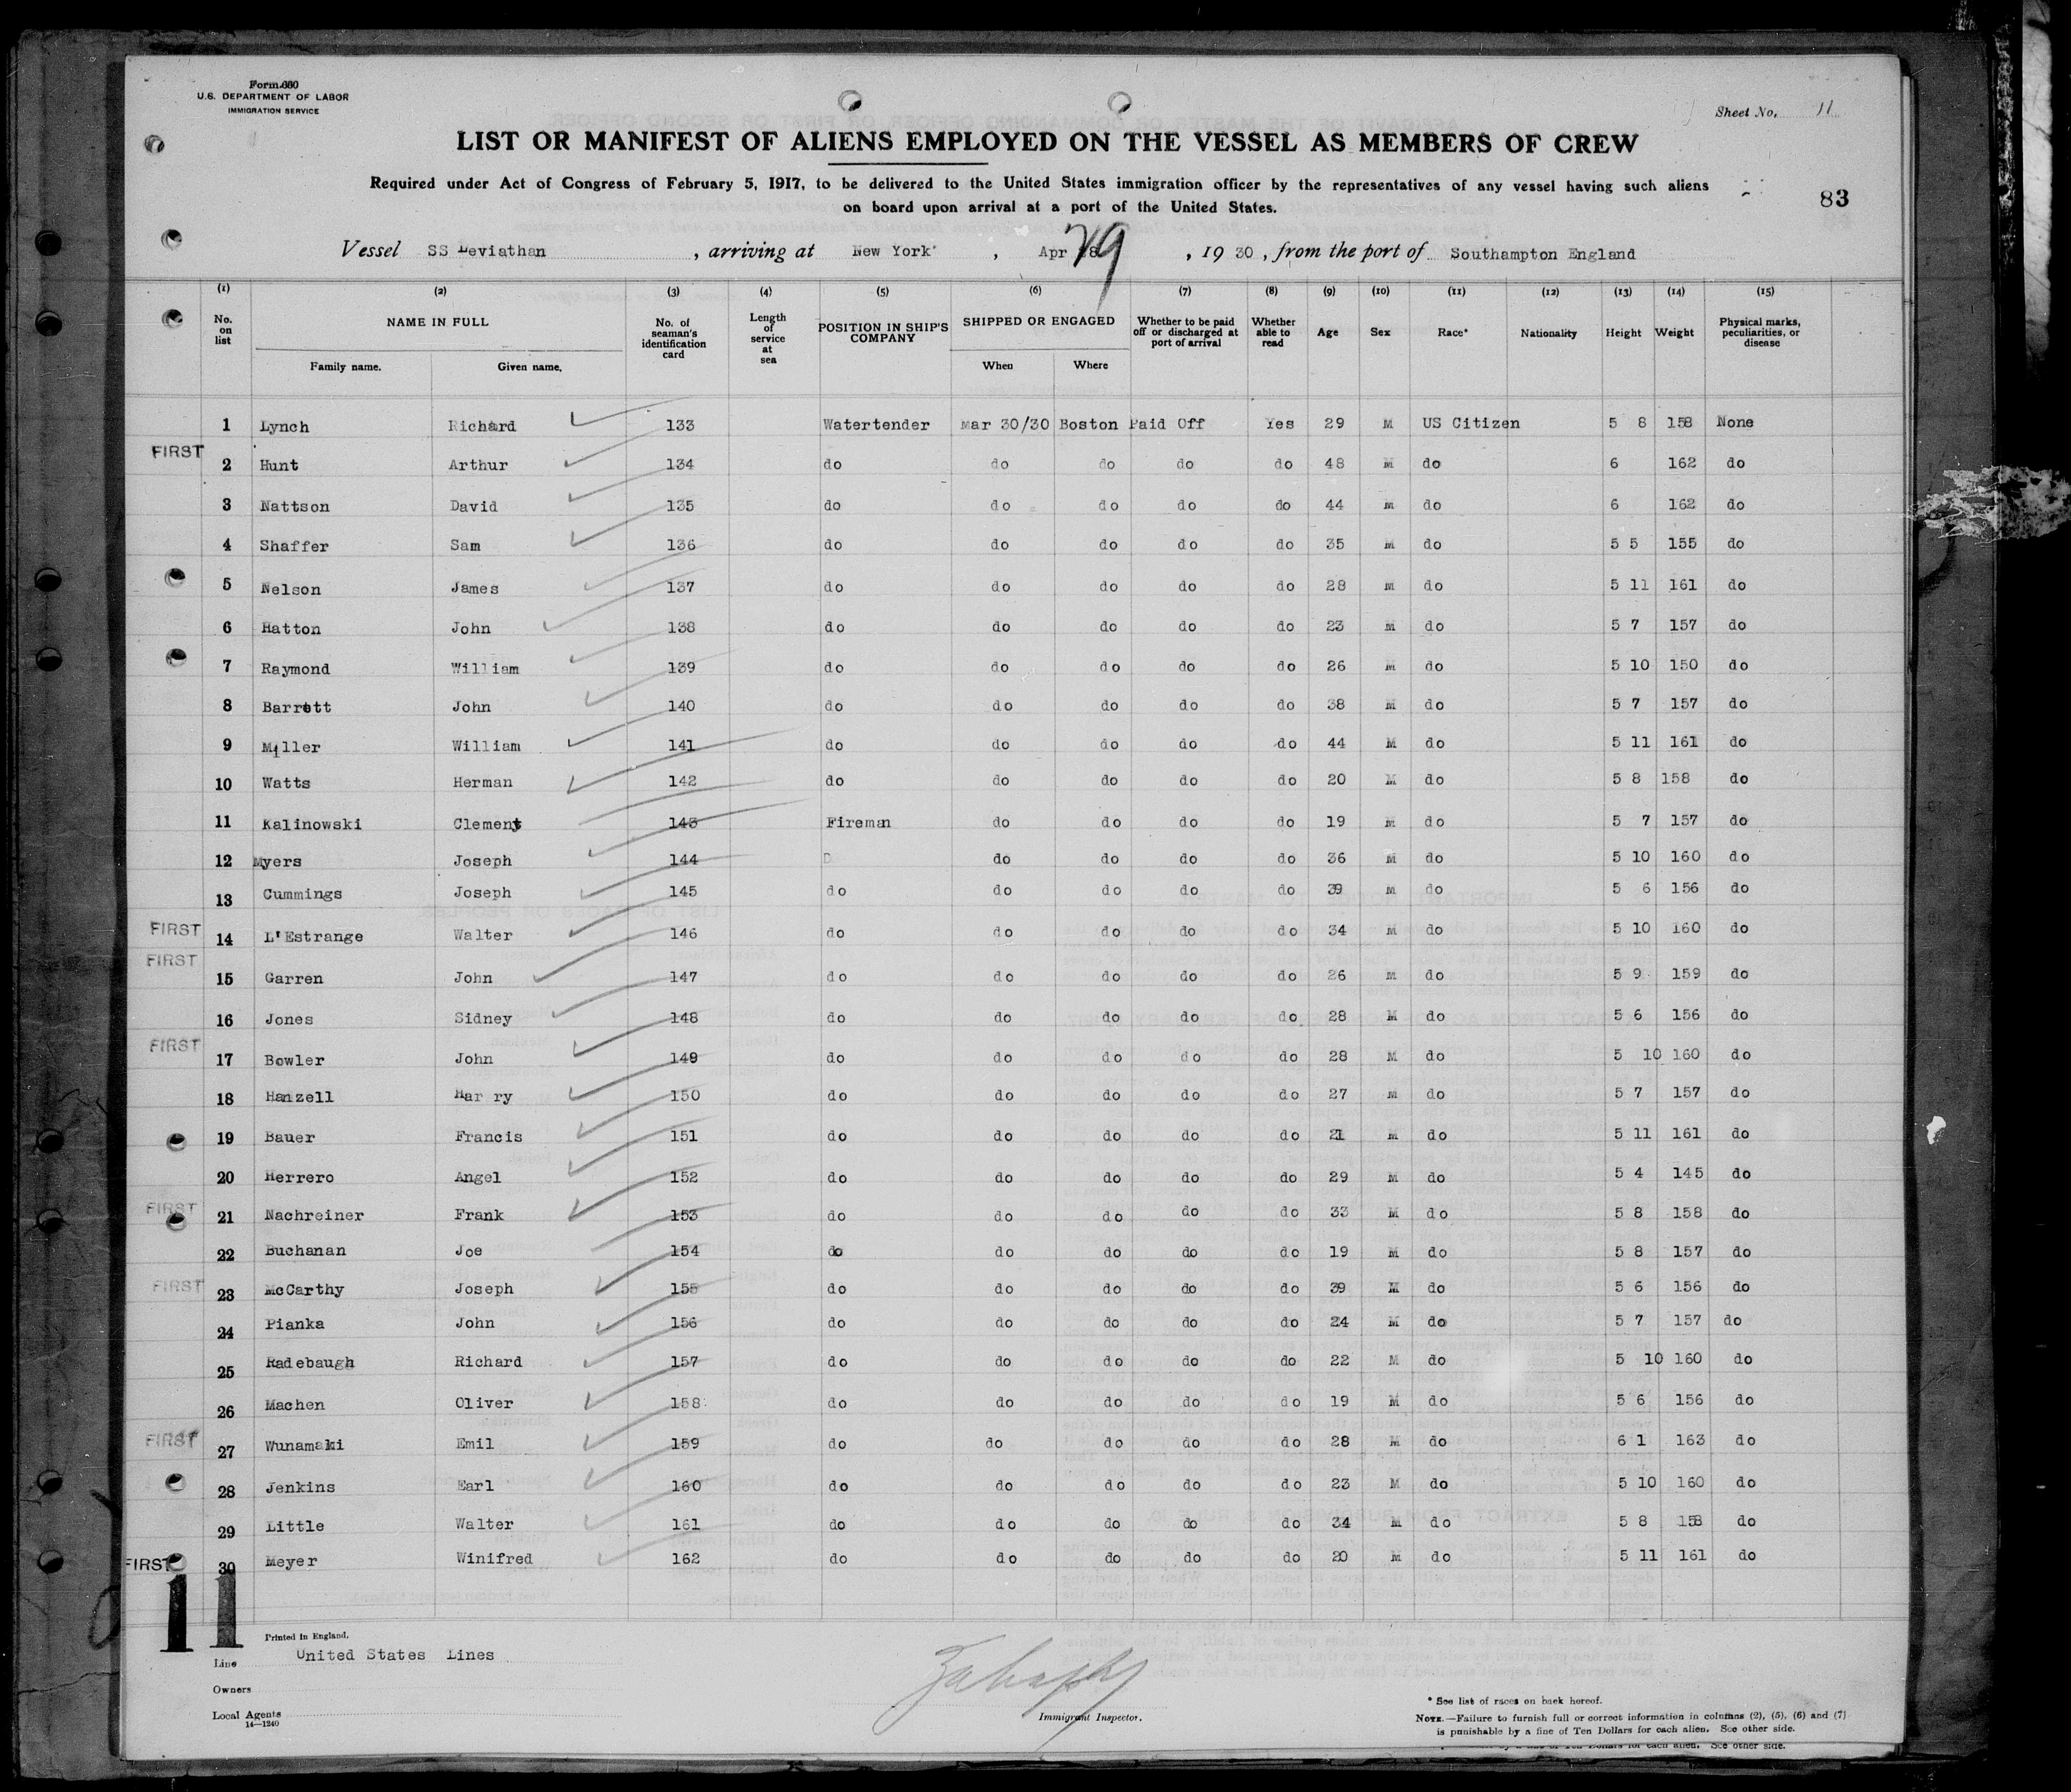 Form 680
U.S. DEPARTMENT OF LABOR
IMMIGRATION SERVICE
Sheet No. 11
LIST OR MANIFEST OF ALIENS EMPLOYED ON THE VESSEL AS MEMBERS OF CREW
Required under Act of Congress of February 5, 1917, to be delivered to the United States immigration officer by the representatives of any vessel having such aliens
on board upon arrival at a port of the United States.
83
Vessel SS Leviathan, arriving at New York, Apr 29, 1930, from the port of Southampton England
(1) (2) (3) (4) (5) (6) (7) (8) (9) (10) (11) (12) (13) (14) (15)
No. on list NAME IN FULL Family name. Given name. No. of seaman's identification card Length of service at sea POSITION IN SHIP'S COMPANY SHIPPED OR ENGAGED When Where Whether to be paid off or discharged at port of arrival Whether able to read Age Sex Race* Nationality Height Weight Physical marks, peculiarities, or disease
1 Lynch Richard 133 Watertender Mar 30/30 Boston Paid Off Yes 29 M US Citizen 5 8 158 None
FIRST 2 Hunt Arthur 134 do do do do do 48 M do 6 162 do
3 Nattson David 135 do do do do do 44 M do 6 162 do
4 Shaffer Sam 136 do do do do do 35 M do 5 5 155 do
5 Nelson James 137 do do do do do 28 M do 5 11 161 do
6 Hatton John 138 do do do do do 23 M do 5 7 157 do
7 Raymond William 139 do do do do do 26 M do 5 10 150 do
8 Barrett John 140 do do do do do 38 M do 5 7 157 do
9 Miller William 141 do do do do do 44 M do 5 11 161 do
10 Watts Herman 142 do do do do do 20 M do 5 8 158 do
11 Kalinowski Clement 143 Fireman do do do do 19 M do 5 7 157 do
12 Myers Joseph 144 D do do do do 36 M do 5 10 160 do
13 Cummings Joseph 145 do do do do do 39 M do 5 6 156 do
FIRST 14 L'Estrange Walter 146 do do do do do 34 M do 5 10 160 do
FIRST 15 Garren John 147 do do do do do 26 M do 5 9 159 do
16 Jones Sidney 148 do do do do do 28 M do 5 6 156 do
FIRST 17 Bowler John 149 do do do do do 28 M do 5 10 160 do
18 Hanzell Harry 150 do do do do do 27 M do 5 7 157 do
19 Bauer Francis 151 do do do do do 21 M do 5 11 161 do
20 Herrero Angel 152 do do do do do 29 M do 5 4 145 do
FIRST 21 Nachreiner Frank 153 do do do do do 33 M do 5 8 158 do
22 Buchanan Joe 154 do do do do do 19 M do 5 8 157 do
FIRST 23 McCarthy Joseph 155 do do do do do 39 M do 5 6 156 do
24 Pianka John 156 do do do do do 24 M do 5 7 157 do
25 Radebaugh Richard 157 do do do do do 22 M do 5 10 160 do
26 Machen Oliver 158 do do do do do 19 M do 5 6 156 do
FIRST 27 Wunamaki Emil 159 do do do do do 28 M do 6 1 163 do
28 Jenkins Earl 160 do do do do do 23 M do 5 10 160 do
29 Little Walter 161 do do do do do 34 M do 5 8 158 do
FIRST 30 Meyer Winifred 162 do do do do do 20 M do 5 11 161 do
11
Printed in England.
Line United States Lines
Owners
Local Agents
14—1240
Immigrant Inspector.
* See list of races on back hereof.
NOTE.—Failure to furnish full or correct information in columns (2), (5), (6) and (7)
is punishable by a fine of Ten Dollars for each alien. See other side.